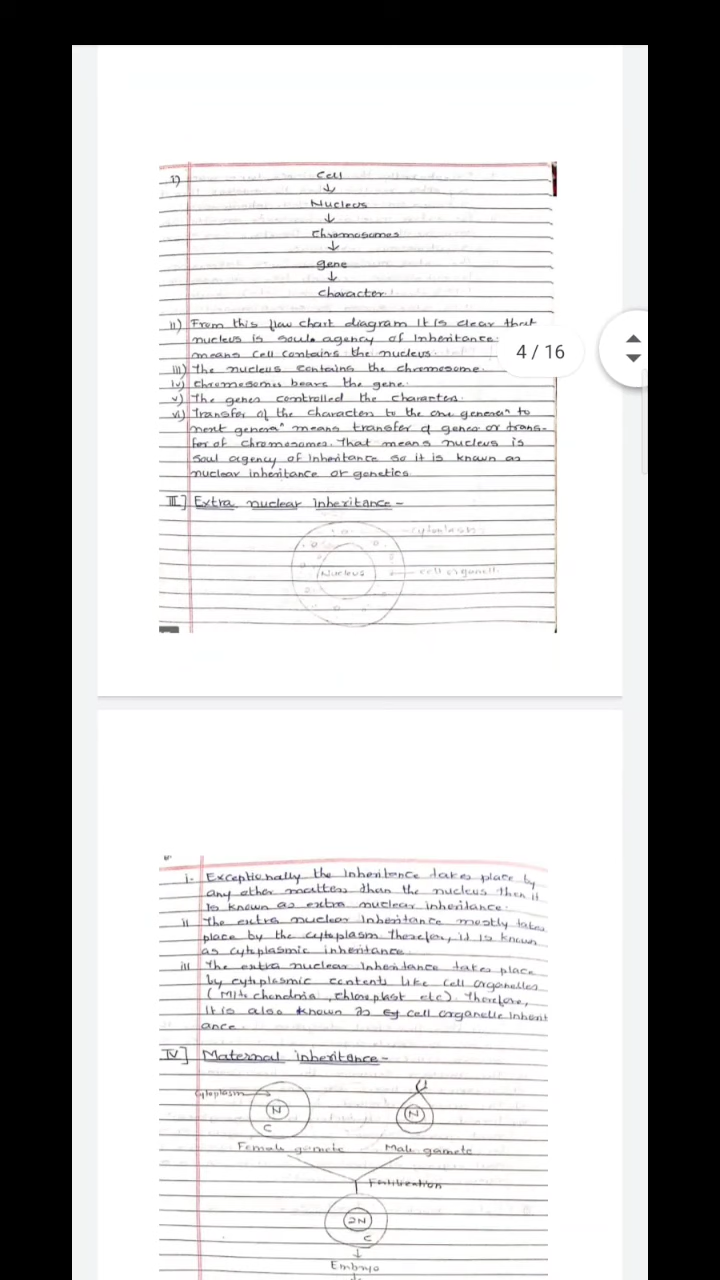 i)
Cell
↓
Nucleus
↓
Chromosomes
↓
gene
↓
Character
ii) From this flow chart diagram it is clear that
nucleus is soul agency of Inheritance.
means cell contains the nucleus.
4 / 16
iii) The nucleus contains the chromosome.
iv) Chromosomes bears the gene.
v) The genes controlled the characters.
vi) Transfer of the characters to the one generaⁿ to
next generaⁿ means transfer of genes or trans-
fer of chromosomes. That means nucleus is
soul agency of Inheritance so it is known as
nuclear inheritance or genetics
III] Extra nuclear Inheritance -
cytoplasm
Nucleus
cell organell
i- Exceptionally the inheritence takes place by
any other matters than the nucleus then it
is known as extra nuclear inheritance.
ii The extra nuclear Inheritance mostly takes
place by the cytoplasm therefore, it is known
as cytoplasmic inheritance.
iii The extra nuclear Inheritance takes place
by cytoplasmic contents like cell organelles
(Mitochondria, chloroplast etc). Therefore,
It is also known as cell organelle inherit
ance.
IV] Maternal inheritance -
Cytoplasm
N
C
N
Female gamete Male gamete
Fertilization
2N
C
↓
Embryo
↓